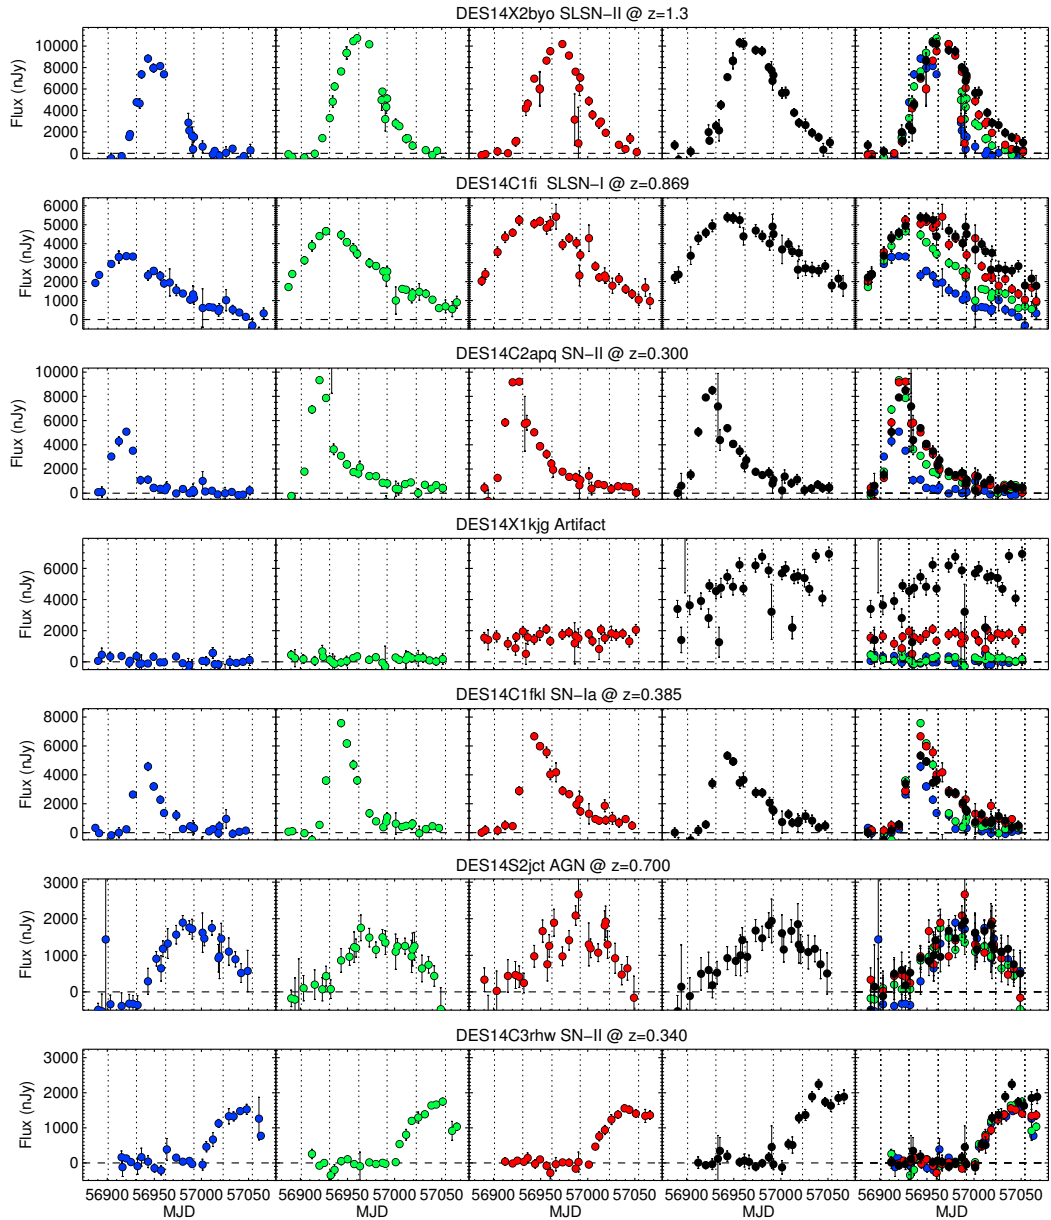 DES14X2byo SLSN-II @ z=1.3
Flux (nJy)
10000
8000
6000
4000
2000
0
DES14C1fi SLSN-I @ z=0.869
Flux (nJy)
6000
5000
4000
3000
2000
1000
0
DES14C2apq SN-II @ z=0.300
Flux (nJy)
10000
8000
6000
4000
2000
0
DES14X1kjg Artifact
Flux (nJy)
6000
4000
2000
0
DES14C1fkl SN-Ia @ z=0.385
Flux (nJy)
8000
6000
4000
2000
0
DES14S2jct AGN @ z=0.700
Flux (nJy)
3000
2000
1000
0
DES14C3rhw SN-II @ z=0.340
Flux (nJy)
3000
2000
1000
0
56900 56950 57000 57050 56900 56950 57000 57050 56900 56950 57000 57050 56900 56950 57000 57050 56900 56950 57000 57050
MJD MJD MJD MJD MJD